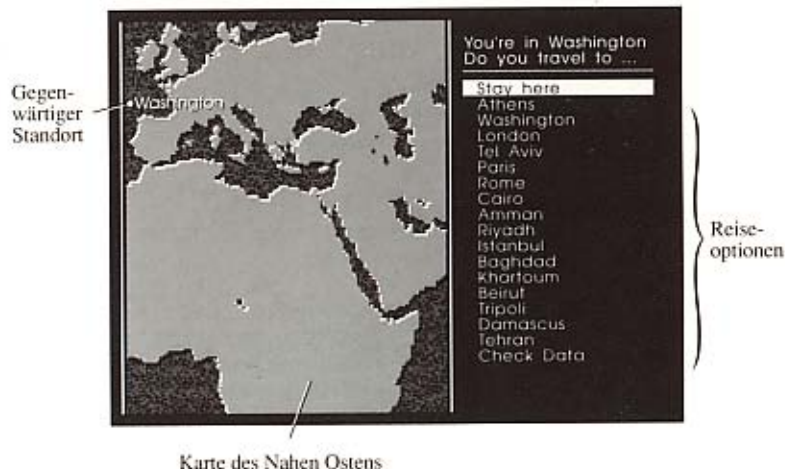 Gegen-
wärtiger
Standort
Washington
You're in Washington
Do you travel to ...
Stay here
Athens
Washington
London
Tel Aviv
Paris
Rome
Cairo
Amman
Riyadh
Istanbul
Baghdad
Khartoum
Beirut
Tripoli
Damascus
Tehran
Check Data
Reise-
optionen
Karte des Nahen Ostens